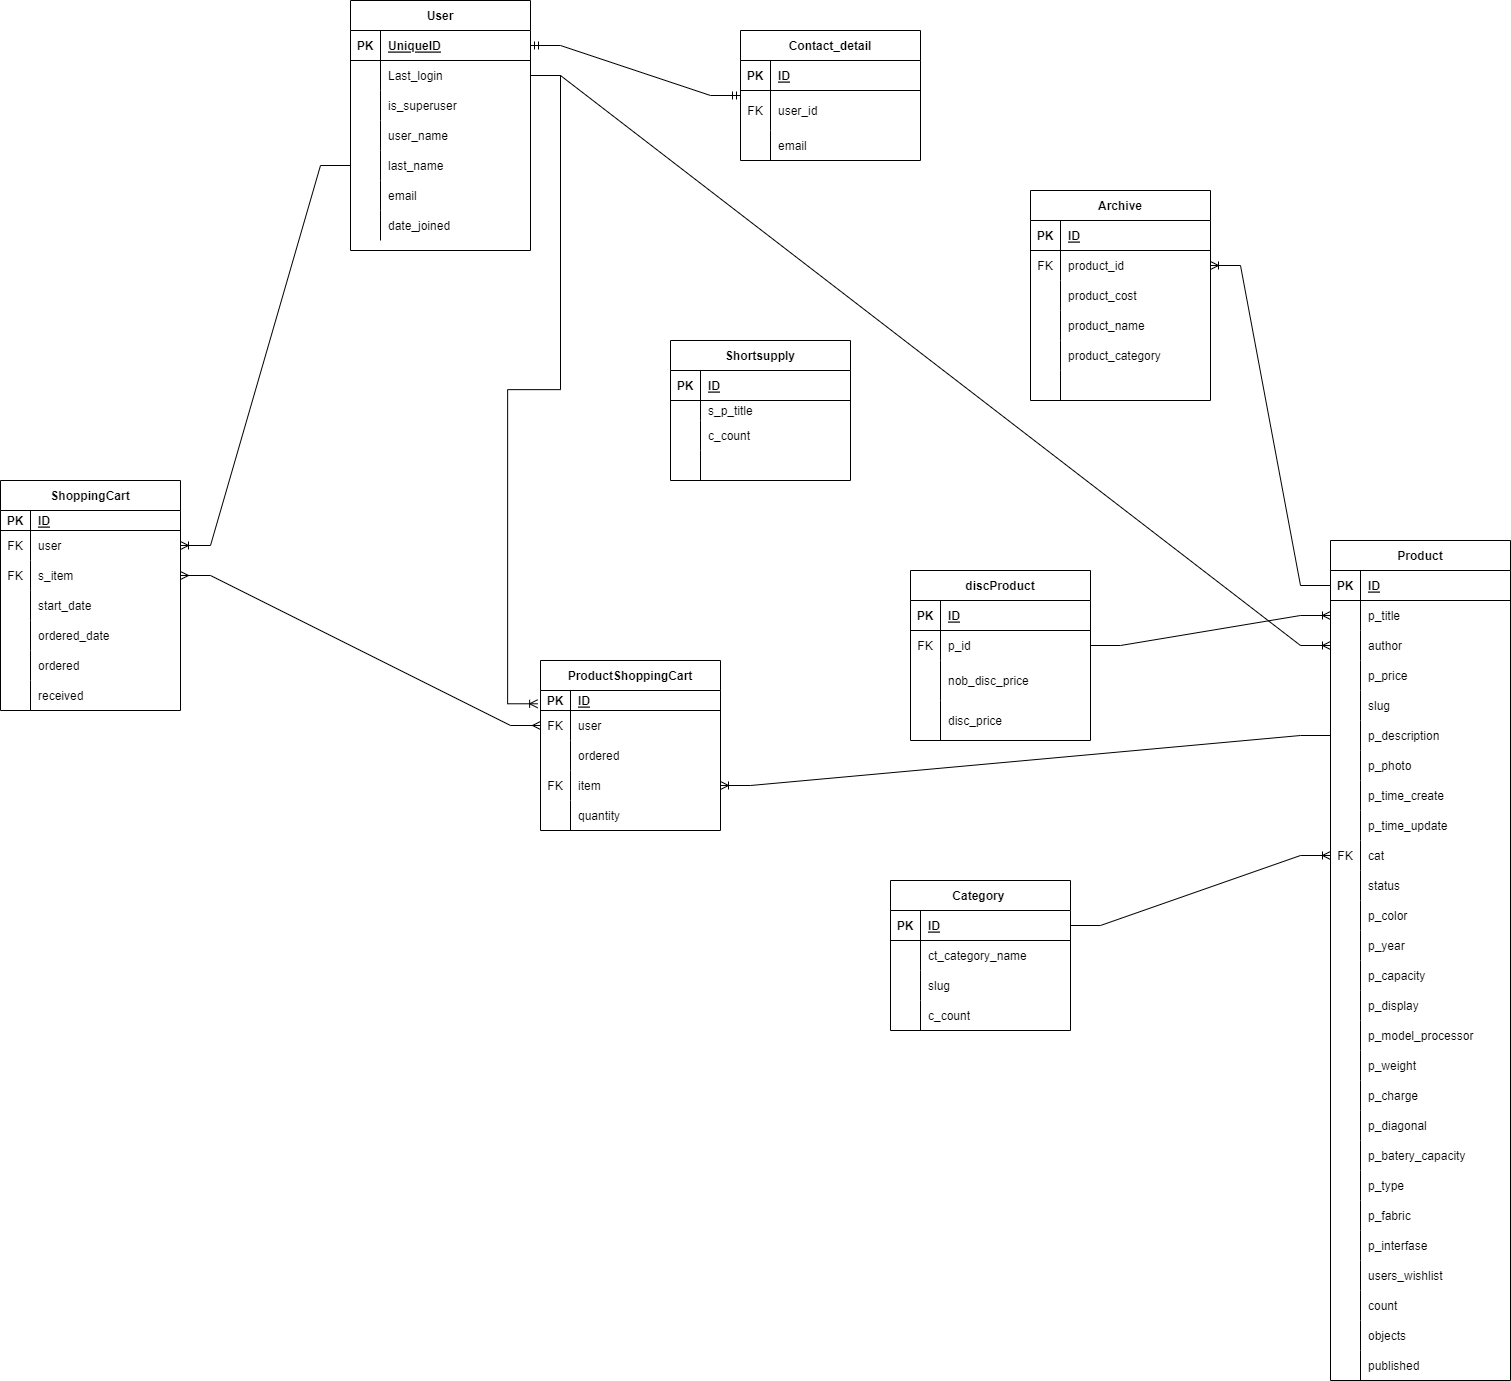 User
PK UniqueID
Last_login
is_superuser
user_name
last_name
email
date_joined
Contact_detail
PK ID
FK user_id
email
Archive
PK ID
FK product_id
product_cost
product_name
product_category
Shortsupply
PK ID
s_p_title
c_count
ShoppingCart
PK ID
FK user
FK s_item
start_date
ordered_date
ordered
received
ProductShoppingCart
PK ID
FK user
ordered
FK item
quantity
discProduct
PK ID
FK p_id
nob_disc_price
disc_price
Category
PK ID
ct_category_name
slug
c_count
Product
PK ID
p_title
author
p_price
slug
p_description
p_photo
p_time_create
p_time_update
FK cat
status
p_color
p_year
p_capacity
p_display
p_model_processor
p_weight
p_charge
p_diagonal
p_batery_capacity
p_type
p_fabric
p_interfase
users_wishlist
count
objects
published